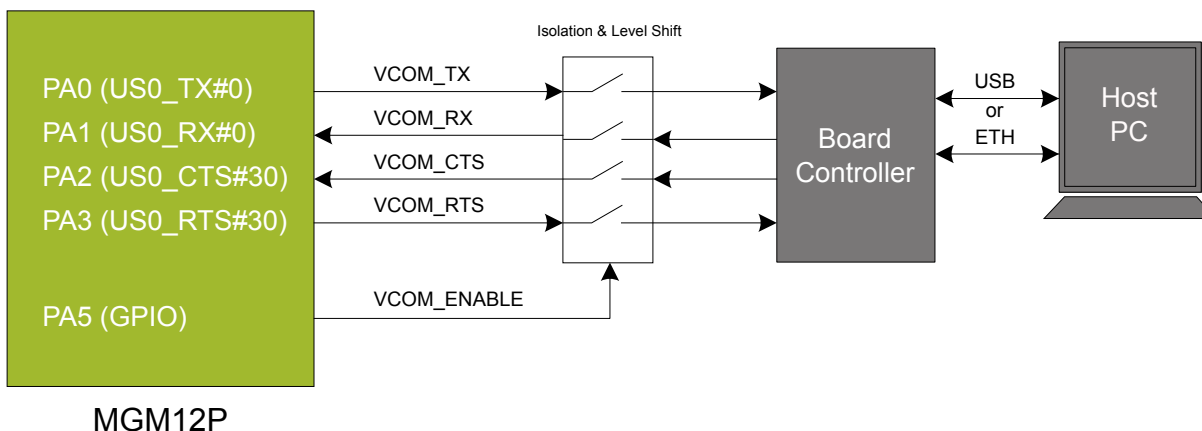 Isolation & Level Shift
PA0 (US0_TX#0)
PA1 (US0_RX#0)
PA2 (US0_CTS#30)
PA3 (US0_RTS#30)
PA5 (GPIO)
VCOM_TX
VCOM_RX
VCOM_CTS
VCOM_RTS
VCOM_ENABLE
Board
Controller
USB
or
ETH
Host
PC
MGM12P